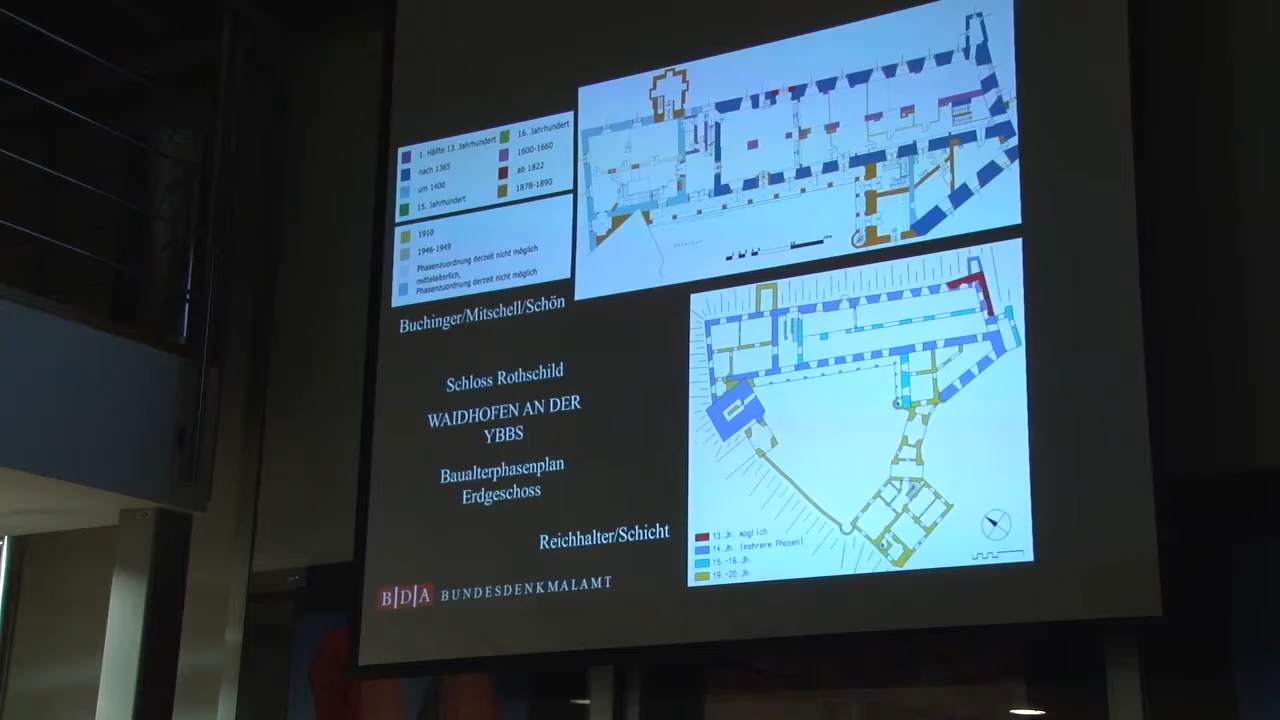 1. Hälfte 13. Jahrhundert
nach 1365
um 1400
15. Jahrhundert
16. Jahrhundert
1600-1660
ab 1822
1878-1890
1910
1946-1949
Phasenzuordnung derzeit nicht möglich
mittelalterlich,
Phasenzuordnung derzeit nicht möglich
Buchinger/Mitschell/Schön
Schloss Rothschild
WAIDHOFEN AN DER
YBBS
Baualterphasenplan
Erdgeschoss
Reichhalter/Schicht
13.Jh. möglich
14.Jh. (mehrere Phasen)
15.-18.Jh.
19.-20.Jh.
B|D|A BUNDESDENKMALAMT